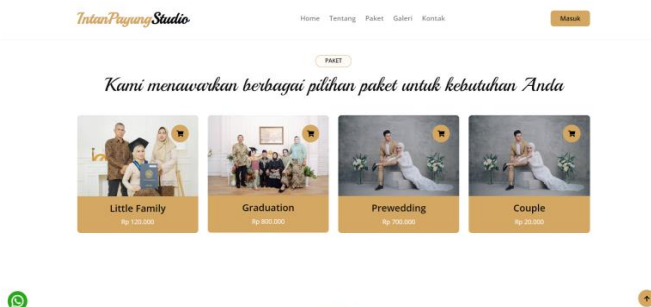 IntanPayungStudio
Home Tentang Paket Galeri Kontak
Masuk
PAKET
Kami menawarkan berbagai pilihan paket untuk kebutuhan Anda
Little Family
Rp 120.000
Graduation
Rp 800.000
Prewedding
Rp 700.000
Couple
Rp 20.000